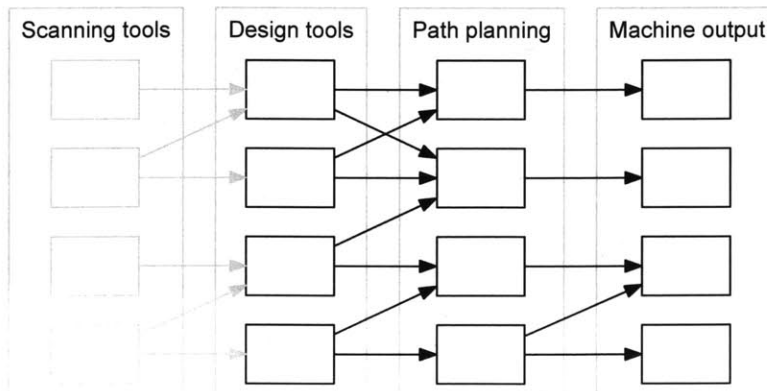 Scanning tools
Design tools
Path planning
Machine output